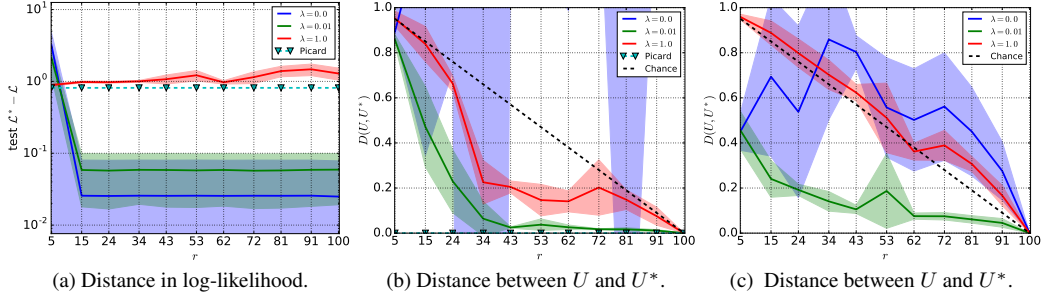 10^1
10^0
10^-1
10^-2
test L* − L
5 15 24 34 43 53 62 72 81 91 100
r
λ = 0.0
λ = 0.01
λ = 1.0
Picard
(a) Distance in log-likelihood.
1.0
0.8
0.6
0.4
0.2
0.0
D(U, U*)
5 15 24 34 43 53 62 72 81 91 100
r
λ = 0.0
λ = 0.01
λ = 1.0
Picard
Chance
(b) Distance between U and U*.
1.0
0.8
0.6
0.4
0.2
0.0
D(U, U*)
5 15 24 34 43 53 62 72 81 91 100
r
λ = 0.0
λ = 0.01
λ = 1.0
Chance
(c) Distance between U and U*.